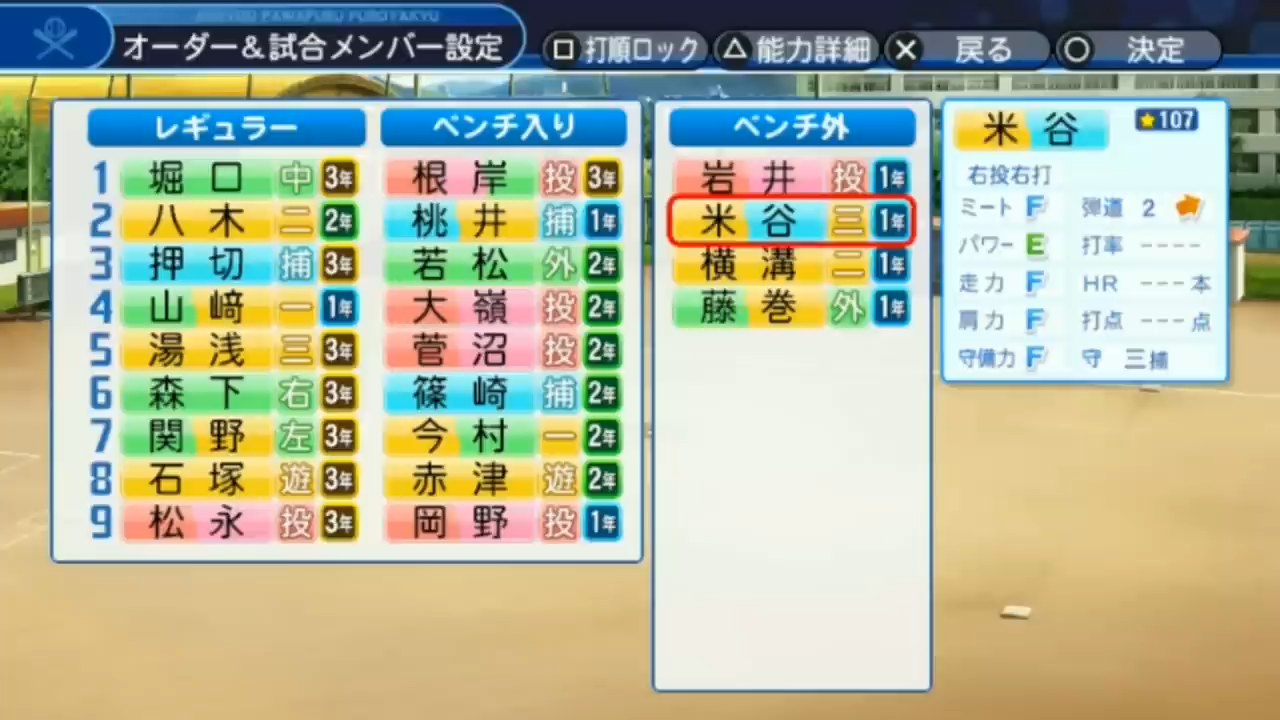 オーダー＆試合メンバー設定 □打順ロック △能力詳細 ×戻る ○決定
レギュラー
1 堀口 中 3年
2 八木 二 2年
3 押切 捕 3年
4 山﨑 一 1年
5 湯浅 三 3年
6 森下 右 3年
7 関野 左 3年
8 石塚 遊 3年
9 松永 投 3年
ベンチ入り
根岸 投 3年
桃井 捕 1年
若松 外 2年
大嶺 投 2年
菅沼 投 2年
篠崎 捕 2年
今村 一 2年
赤津 遊 2年
岡野 投 1年
ベンチ外
岩井 投 1年
米谷 三 1年
横溝 二 1年
藤巻 外 1年
米谷 ★107
右投右打
ミート F 弾道 2
パワー E 打率 ----
走力 F HR ---本
肩力 F 打点 ---点
守備力 F 守 三捕